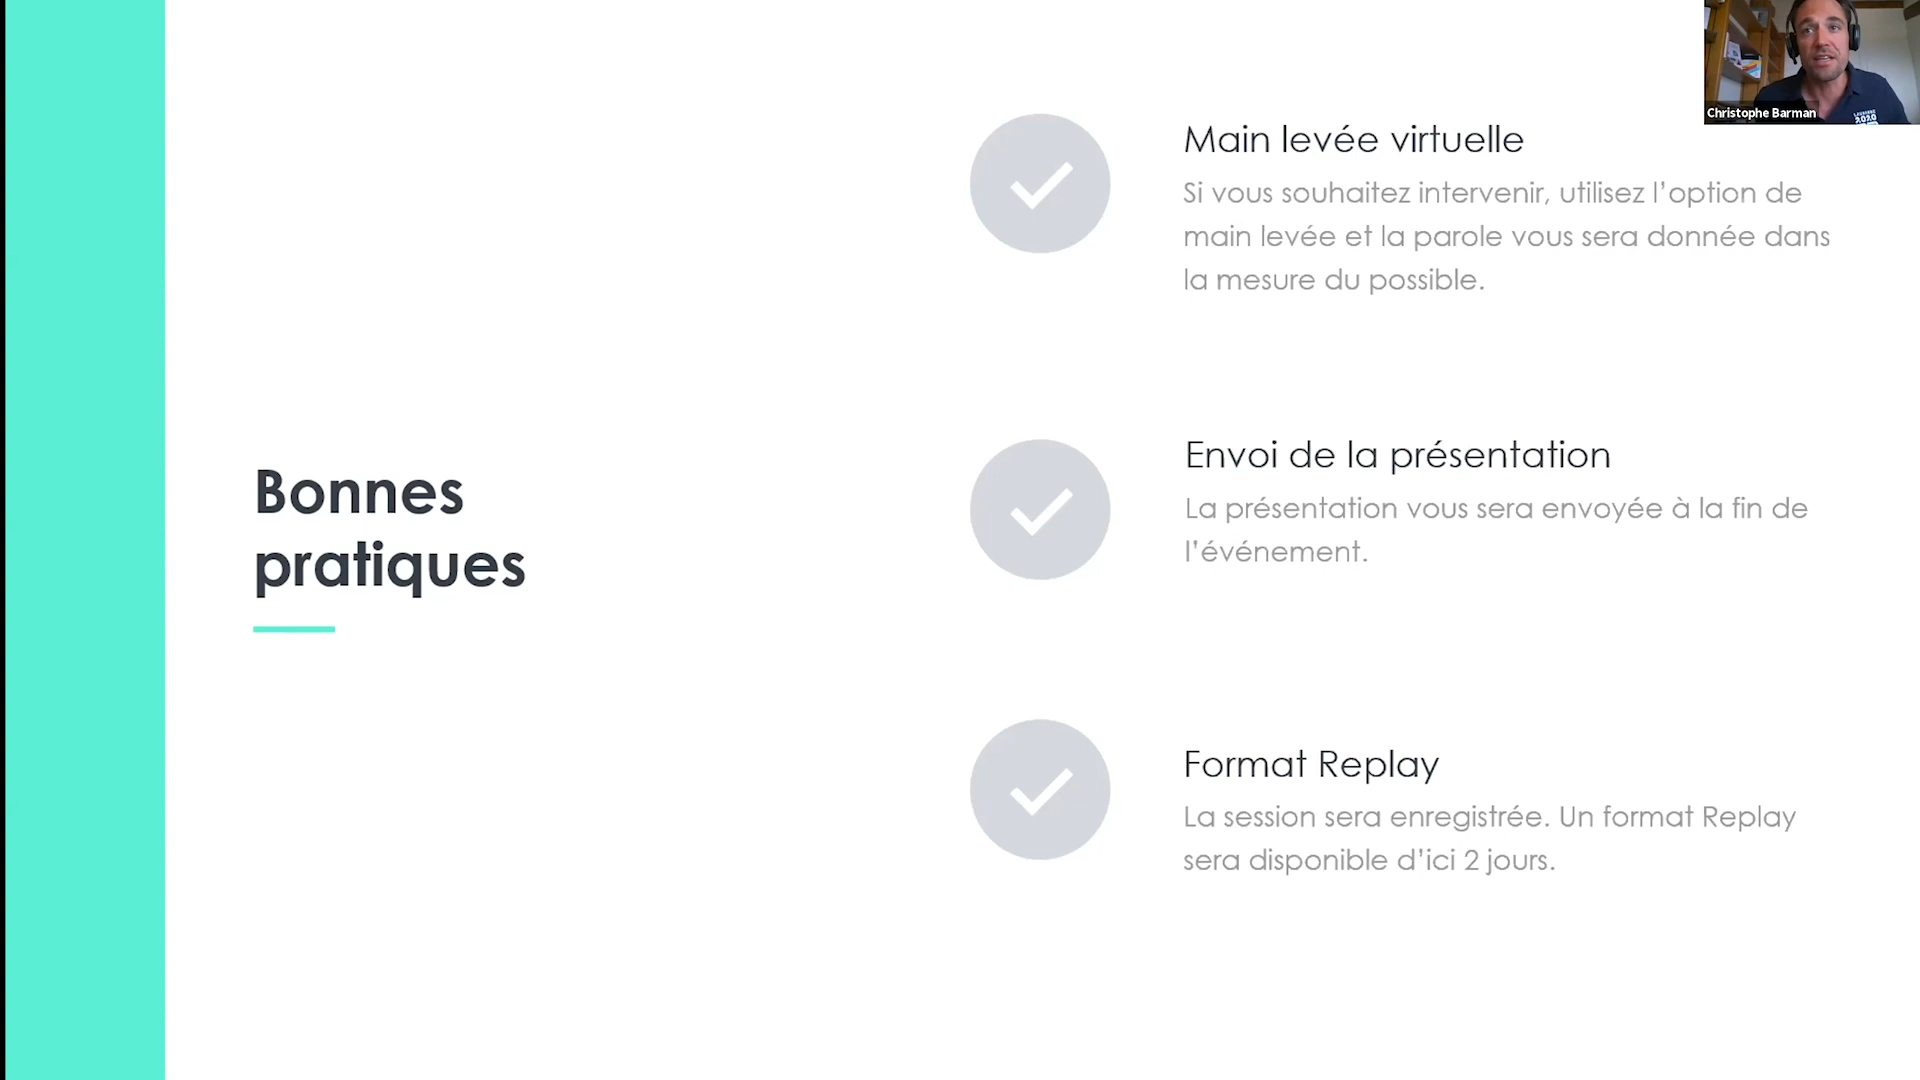 Bonnes
pratiques
Main levée virtuelle
Si vous souhaitez intervenir, utilisez l’option de
main levée et la parole vous sera donnée dans
la mesure du possible.
Envoi de la présentation
La présentation vous sera envoyée à la fin de
l’événement.
Format Replay
La session sera enregistrée. Un format Replay
sera disponible d’ici 2 jours.
Christophe Barman
LAUSANNE
2020